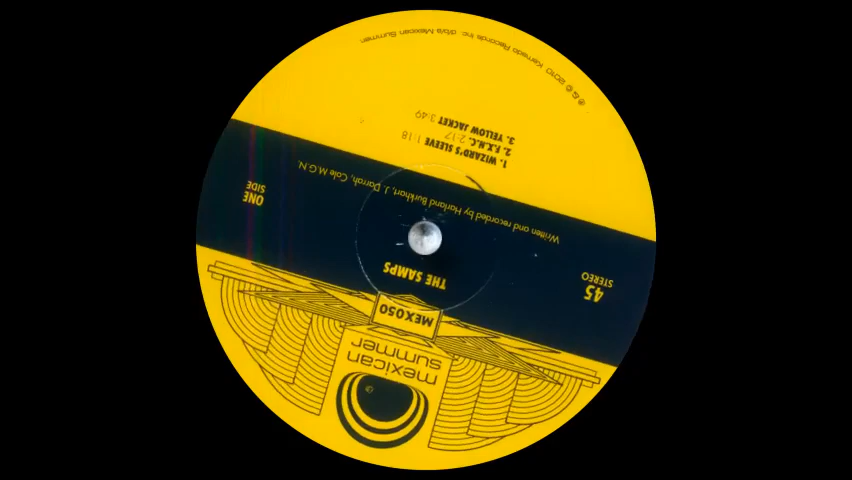 mexican
summer
MEX050
THE SAMPS
45
STEREO
SIDE
ONE
Written and recorded by Harland Burkhart, J. Darrah, Cole M.G.N.
1. WIZARD'S SLEEVE 1:18
2. F.X.N.C. 2:17
3. YELLOW JACKET 3:49
℗ & © 2010 Kemado Records Inc. d/b/a Mexican Summer.